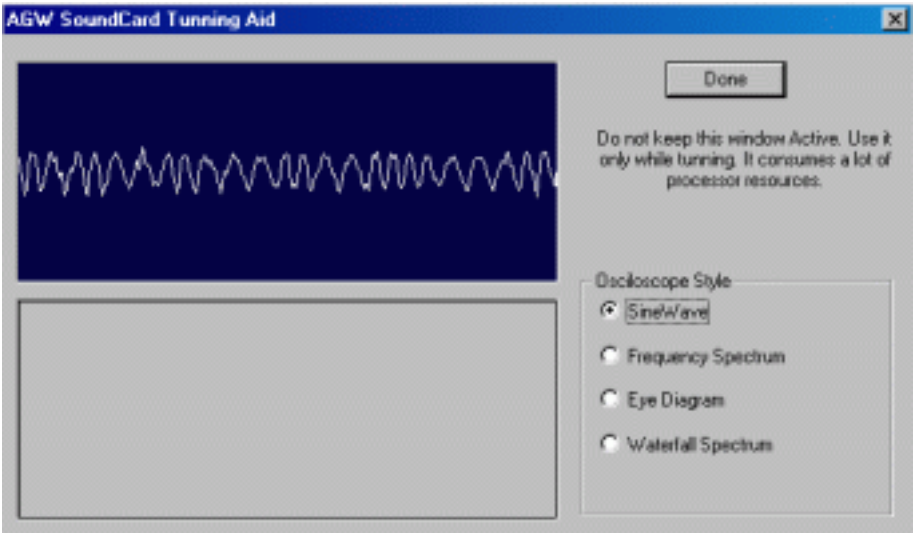 AGW SoundCard Tunning Aid
Done
Do not keep this window Active. Use it
only while tunning. It consumes a lot of
processor resources.
Osciloscope Style
SineWave
Frequency Spectrum
Eye Diagram
Waterfall Spectrum